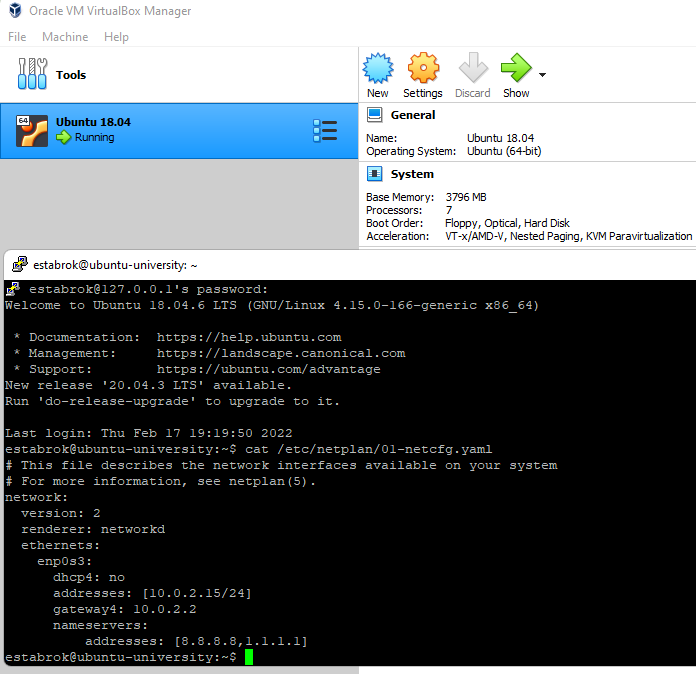 Oracle VM VirtualBox Manager
File Machine Help
Tools
New Settings Discard Show
64
Ubuntu 18.04
Running
General
Name: Ubuntu 18.04
Operating System: Ubuntu (64-bit)
System
Base Memory: 3796 MB
Processors: 7
Boot Order: Floppy, Optical, Hard Disk
Acceleration: VT-x/AMD-V, Nested Paging, KVM Paravirtualization
estabrok@ubuntu-university: ~
estabrok@127.0.0.1's password:
Welcome to Ubuntu 18.04.6 LTS (GNU/Linux 4.15.0-166-generic x86_64)
* Documentation: https://help.ubuntu.com
* Management: https://landscape.canonical.com
* Support: https://ubuntu.com/advantage
New release '20.04.3 LTS' available.
Run 'do-release-upgrade' to upgrade to it.
Last login: Thu Feb 17 19:19:50 2022
estabrok@ubuntu-university:~$ cat /etc/netplan/01-netcfg.yaml
# This file describes the network interfaces available on your system
# For more information, see netplan(5).
network:
  version: 2
  renderer: networkd
  ethernets:
    enp0s3:
      dhcp4: no
      addresses: [10.0.2.15/24]
      gateway4: 10.0.2.2
      nameservers:
          addresses: [8.8.8.8,1.1.1.1]
estabrok@ubuntu-university:~$